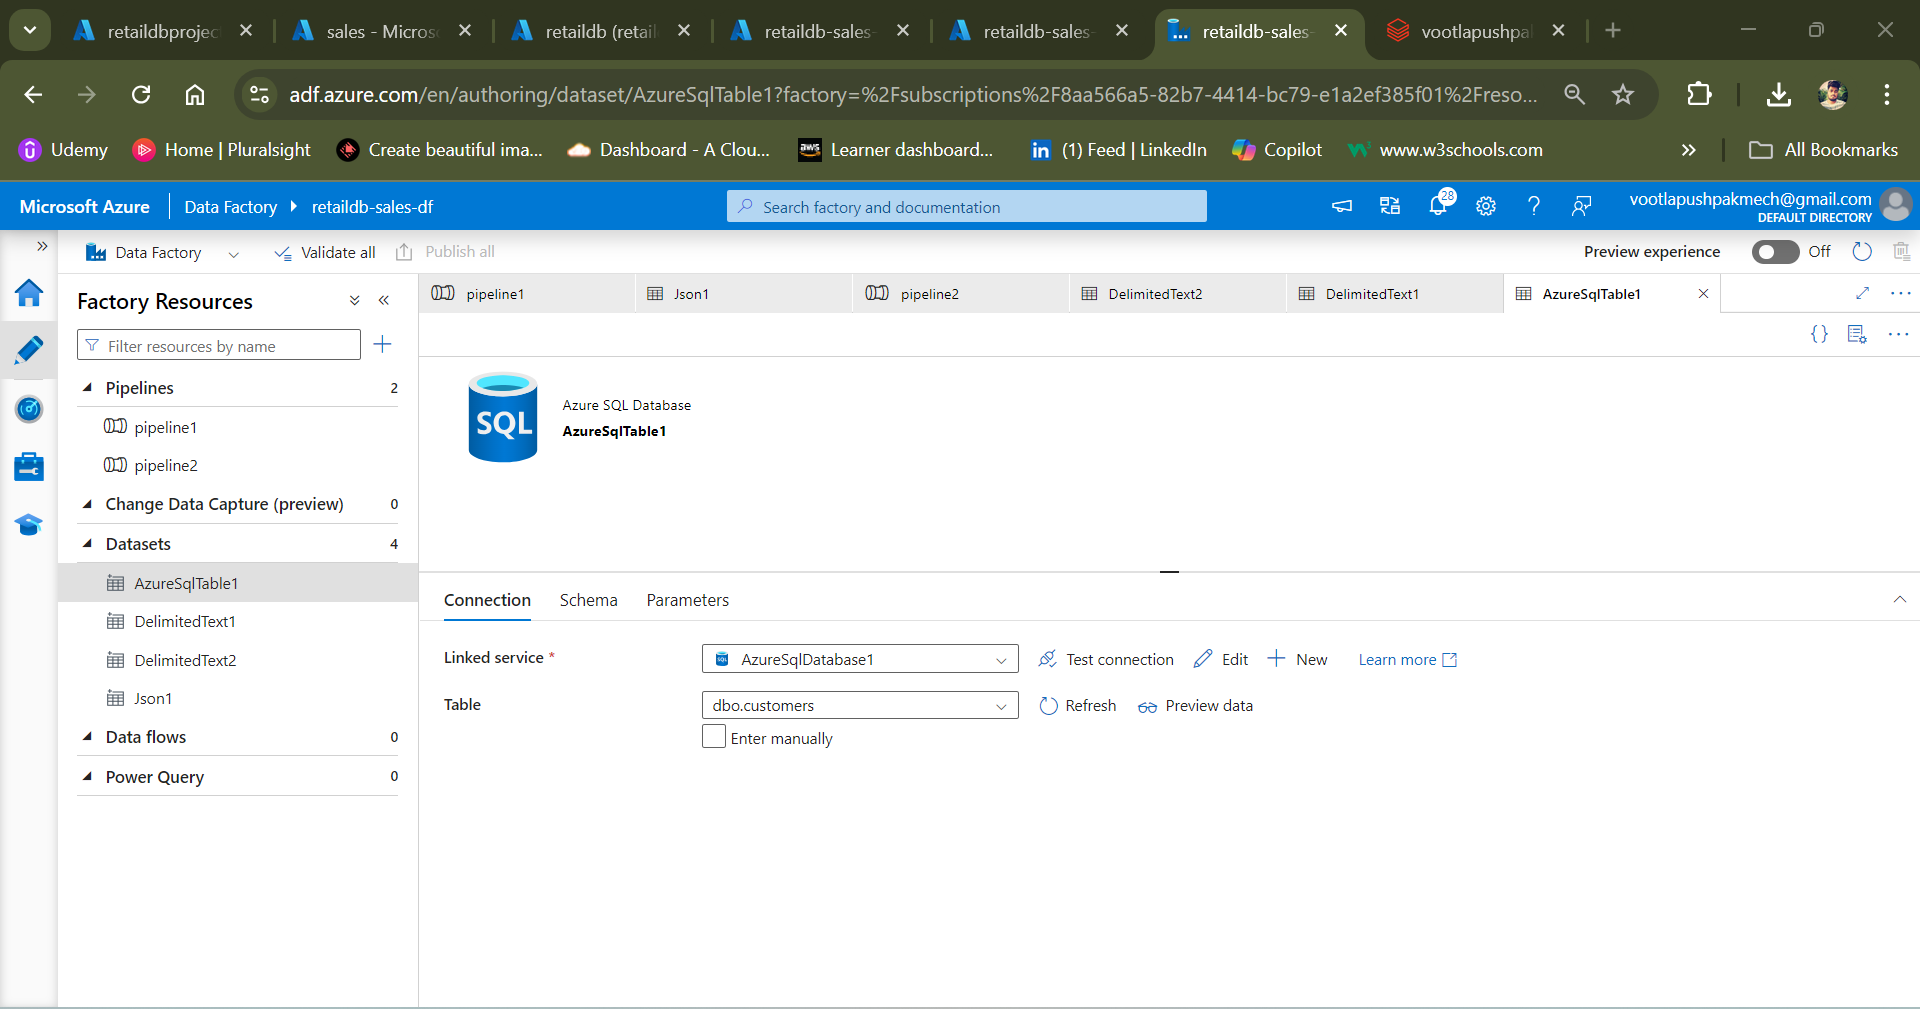 retaildbprojec
sales - Micros
retaildb (retail
retaildb-sales-
retaildb-sales-
retaildb-sales-
vootlapushpal
adf.azure.com/en/authoring/dataset/AzureSqlTable1?factory=%2Fsubscriptions%2F8aa566a5-82b7-4414-bc79-e1a2ef385f01%2Freso...
Udemy
Home | Pluralsight
Create beautiful ima...
Dashboard - A Clou...
aws
Learner dashboard...
in
(1) Feed | LinkedIn
Copilot
www.w3schools.com
»
All Bookmarks
Microsoft Azure
Data Factory
retaildb-sales-df
Search factory and documentation
28
vootlapushpakmech@gmail.com
DEFAULT DIRECTORY
Data Factory
Validate all
Publish all
Preview experience
Off
Factory Resources
pipeline1
Json1
pipeline2
DelimitedText2
DelimitedText1
AzureSqlTable1
Filter resources by name
{}
Pipelines 2
pipeline1
pipeline2
Change Data Capture (preview) 0
Datasets 4
AzureSqlTable1
DelimitedText1
DelimitedText2
Json1
Data flows 0
Power Query 0
SQL
Azure SQL Database
AzureSqlTable1
Connection
Schema
Parameters
Linked service *
AzureSqlDatabase1
Test connection
Edit
New
Learn more
Table
dbo.customers
Refresh
Preview data
Enter manually